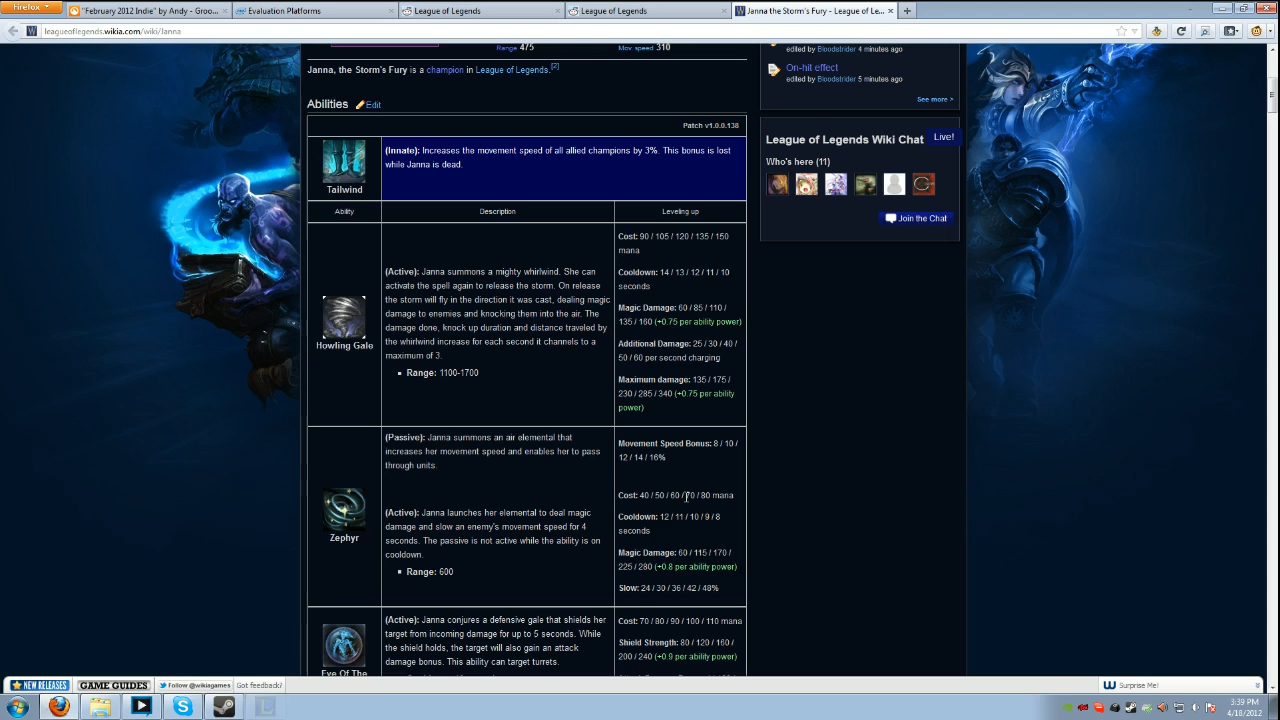 Firefox
"February 2012 Indie" by Andy - Groo...
Evaluation Platforms
League of Legends
League of Legends
Janna the Storm's Fury - League of Le...
leagueoflegends.wikia.com/wiki/Janna
Range 475
Mov. speed 310
Janna, the Storm's Fury is a champion in League of Legends.[2]
Abilities Edit
Patch v1.0.0.138
Tailwind
(Innate): Increases the movement speed of all allied champions by 3%. This bonus is lost
while Janna is dead.
Ability
Description
Leveling up
Howling Gale
(Active): Janna summons a mighty whirlwind. She can
activate the spell again to release the storm. On release
the storm will fly in the direction it was cast, dealing magic
damage to enemies and knocking them into the air. The
damage done, knock up duration and distance traveled by
the whirlwind increase for each second it channels to a
maximum of 3.
Range: 1100-1700
Cost: 90 / 105 / 120 / 135 / 150
mana
Cooldown: 14 / 13 / 12 / 11 / 10
seconds
Magic Damage: 60 / 85 / 110 /
135 / 160 (+0.75 per ability power)
Additional Damage: 25 / 30 / 40 /
50 / 60 per second charging
Maximum damage: 135 / 175 /
230 / 285 / 340 (+0.75 per ability
power)
Zephyr
(Passive): Janna summons an air elemental that
increases her movement speed and enables her to pass
through units.
(Active): Janna launches her elemental to deal magic
damage and slow an enemy's movement speed for 4
seconds. The passive is not active while the ability is on
cooldown.
Range: 600
Movement Speed Bonus: 8 / 10 /
12 / 14 / 16%
Cost: 40 / 50 / 60 / 70 / 80 mana
Cooldown: 12 / 11 / 10 / 9 / 8
seconds
Magic Damage: 60 / 115 / 170 /
225 / 280 (+0.8 per ability power)
Slow: 24 / 30 / 36 / 42 / 48%
Eye Of The
(Active): Janna conjures a defensive gale that shields her
target from incoming damage for up to 5 seconds. While
the shield holds, the target will also gain an attack
damage bonus. This ability can target turrets.
Cost: 70 / 80 / 90 / 100 / 110 mana
Shield Strength: 80 / 120 / 160 /
200 / 240 (+0.9 per ability power)
edited by Bloodstrider 4 minutes ago
On-hit effect
edited by Bloodstrider 5 minutes ago
See more >
League of Legends Wiki Chat
Live!
Who's here (11)
Join the Chat
NEW RELEASES
GAME GUIDES
Follow @wikiagames
Got feedback?
Surprise Me!
3:39 PM
4/18/2012